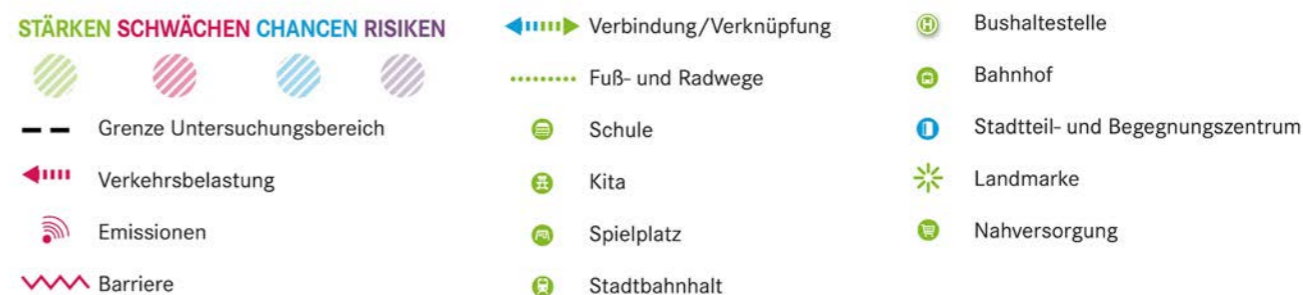 STÄRKEN SCHWÄCHEN CHANCEN RISIKEN
Grenze Untersuchungsbereich
Verkehrsbelastung
Emissionen
Barriere
Verbindung/Verknüpfung
Fuß- und Radwege
Schule
Kita
Spielplatz
Stadtbahnhalt
H Bushaltestelle
Bahnhof
Stadtteil- und Begegnungszentrum
Landmarke
Nahversorgung